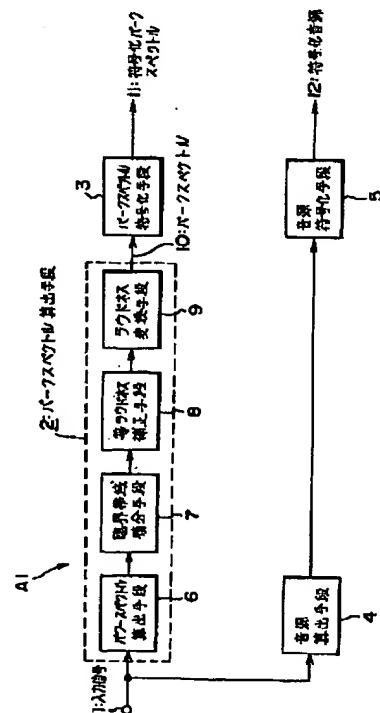 A1
1:入力信号
2:バークスペクトル算出手段
パワースペクトル
算出手段
6
臨界帯域
積分手段
7
等ラウドネス
補正手段
8
ラウドネス
変換手段
9
10:バークスペクトル
バークスペクトル
符号化手段
3
11:符号化バーク
スペクトル
音源
算出手段
4
音源
符号化手段
5
12:符号化音源